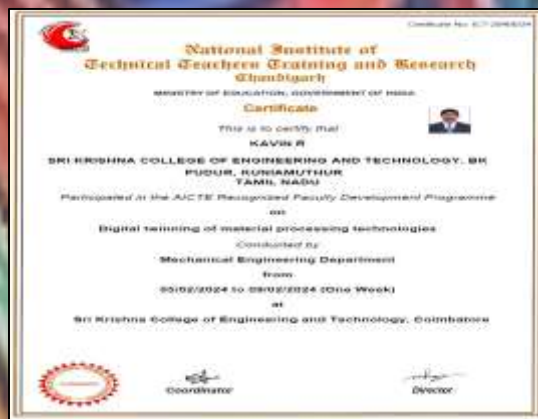 National Institute of
Technical Teachers Training and Research
Chandigarh
MINISTRY OF EDUCATION, GOVERNMENT OF INDIA
Certificate
This is to certify that
KAVIN R
SRI KRISHNA COLLEGE OF ENGINEERING AND TECHNOLOGY, BK
PUDUR, KUNIAMUTHUR
TAMIL NADU
Participated in the AICTE Recognized Faculty Development Programme
on
Digital twinning of material processing technologies
Conducted by
Mechanical Engineering Department
from
05/02/2024 to 09/02/2024 (One Week)
at
Sri Krishna College of Engineering and Technology, Coimbatore
Coordinator
Director